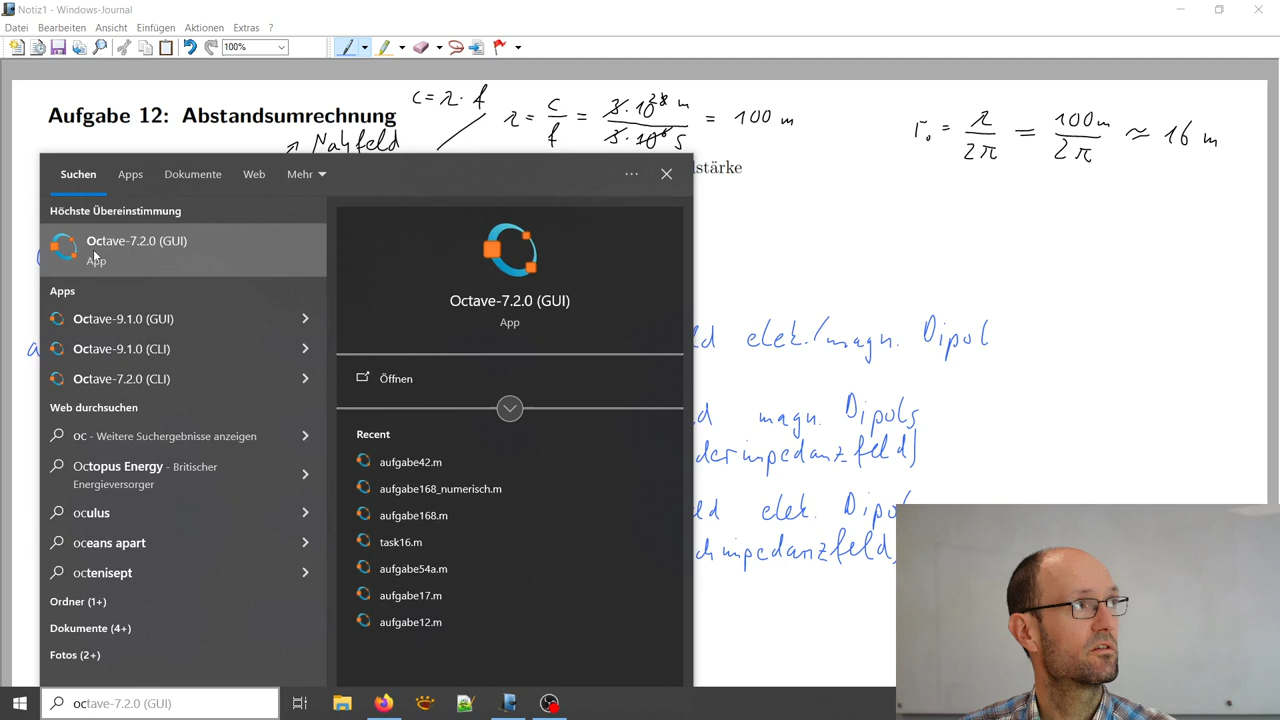 Notiz1 - Windows-Journal
Datei Bearbeiten Ansicht Einfügen Aktionen Extras ?
100%
Aufgabe 12: Abstandsumrechnung
c = λ · f
λ = c/f = 3·10^8 m / 3·10^6 s = 100 m
r₀ = λ/2π = 100m/2π ≈ 16 m
↗ Nahfeld
dstärke
Suchen Apps Dokumente Web Mehr
Höchste Übereinstimmung
Octave-7.2.0 (GUI)
App
Apps
Octave-9.1.0 (GUI)
Octave-9.1.0 (CLI)
Octave-7.2.0 (CLI)
Web durchsuchen
oc - Weitere Suchergebnisse anzeigen
Octopus Energy - Britischer
Energieversorger
oculus
oceans apart
octenisept
Ordner (1+)
Dokumente (4+)
Fotos (2+)
Octave-7.2.0 (GUI)
App
Öffnen
Recent
aufgabe42.m
aufgabe168_numerisch.m
aufgabe168.m
task16.m
aufgabe54a.m
aufgabe17.m
aufgabe12.m
ld elek./magn. Dipol
ld magn. Dipols
derimpedanzfeld)
ld elek. Dipol
chimpedanzfeld)
octave-7.2.0 (GUI)